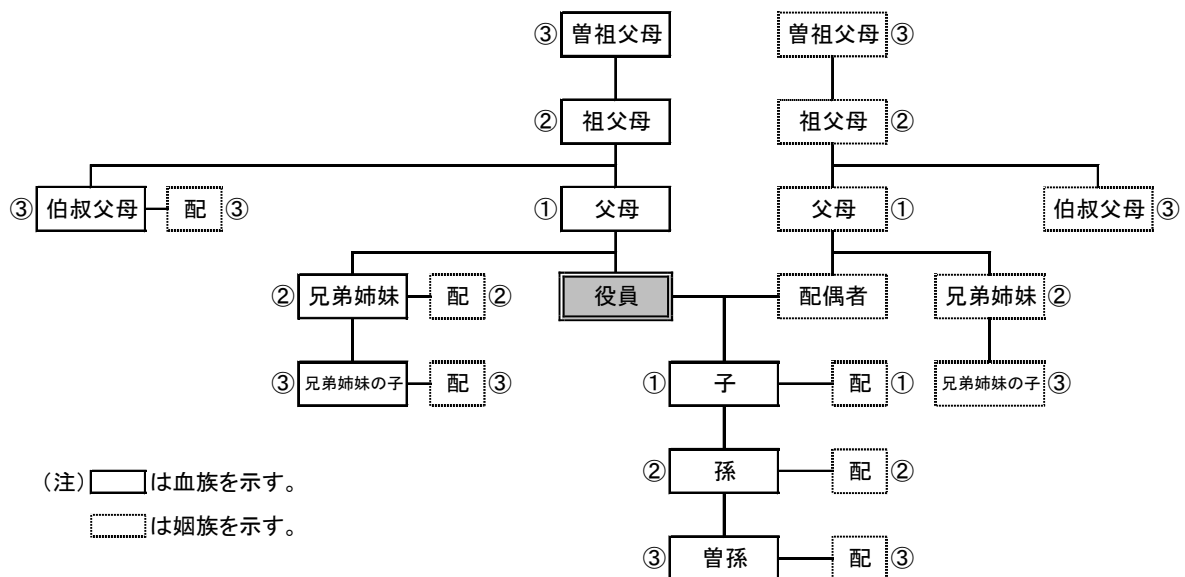 ③ 曽祖父母 曽祖父母 ③
② 祖父母 祖父母 ②
③ 伯叔父母 配 ③ ① 父母 父母 ① 伯叔父母 ③
② 兄弟姉妹 配 ② 役員 配偶者 兄弟姉妹 ②
③ 兄弟姉妹の子 配 ③ ① 子 配 ① 兄弟姉妹の子 ③
② 孫 配 ②
(注) は血族を示す。
は姻族を示す。
③ 曽孫 配 ③